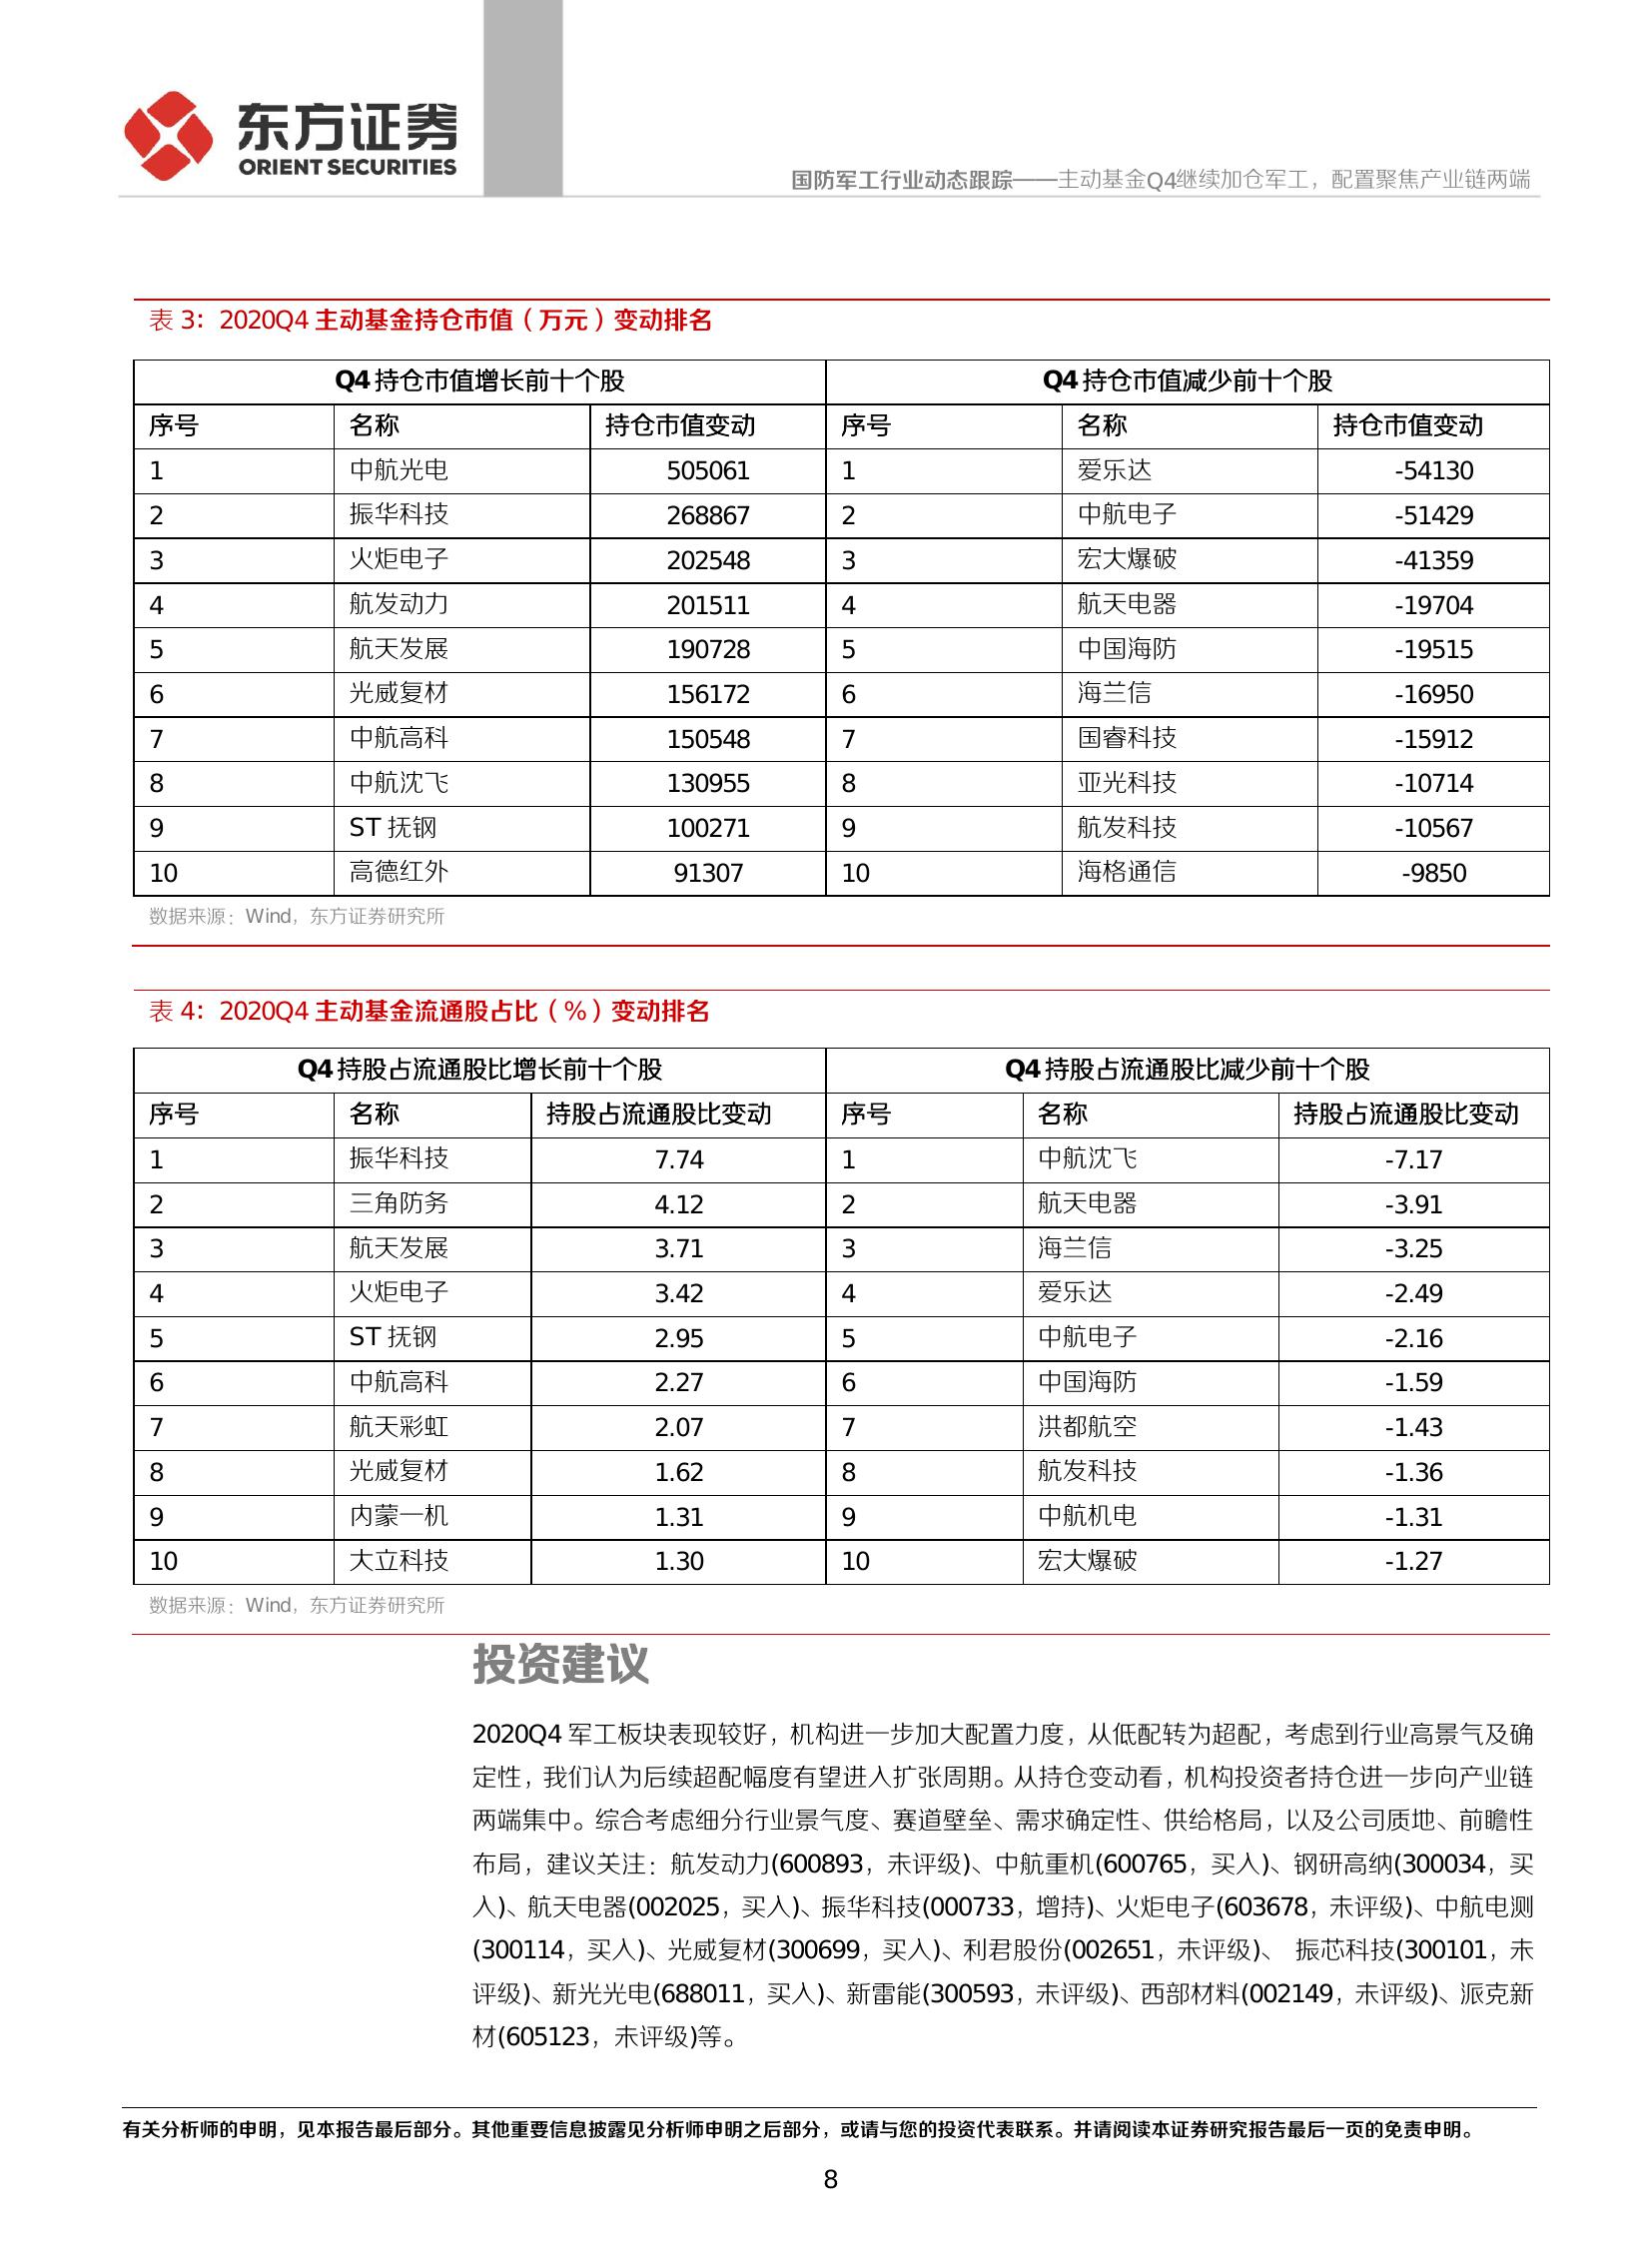 东方证券
ORIENT SECURITIES
国防军工行业动态跟踪——主动基金Q4继续加仓军工，配置聚焦产业链两端
表 3：2020Q4 主动基金持仓市值（万元）变动排名
Q4 持仓市值增长前十个股 Q4 持仓市值减少前十个股
序号 名称 持仓市值变动 序号 名称 持仓市值变动
1 中航光电 505061 1 爱乐达 -54130
2 振华科技 268867 2 中航电子 -51429
3 火炬电子 202548 3 宏大爆破 -41359
4 航发动力 201511 4 航天电器 -19704
5 航天发展 190728 5 中国海防 -19515
6 光威复材 156172 6 海兰信 -16950
7 中航高科 150548 7 国睿科技 -15912
8 中航沈飞 130955 8 亚光科技 -10714
9 ST 抚钢 100271 9 航发科技 -10567
10 高德红外 91307 10 海格通信 -9850
数据来源：Wind，东方证券研究所
表 4：2020Q4 主动基金流通股占比（%）变动排名
Q4 持股占流通股比增长前十个股 Q4 持股占流通股比减少前十个股
序号 名称 持股占流通股比变动 序号 名称 持股占流通股比变动
1 振华科技 7.74 1 中航沈飞 -7.17
2 三角防务 4.12 2 航天电器 -3.91
3 航天发展 3.71 3 海兰信 -3.25
4 火炬电子 3.42 4 爱乐达 -2.49
5 ST 抚钢 2.95 5 中航电子 -2.16
6 中航高科 2.27 6 中国海防 -1.59
7 航天彩虹 2.07 7 洪都航空 -1.43
8 光威复材 1.62 8 航发科技 -1.36
9 内蒙一机 1.31 9 中航机电 -1.31
10 大立科技 1.30 10 宏大爆破 -1.27
数据来源：Wind，东方证券研究所
投资建议
2020Q4 军工板块表现较好，机构进一步加大配置力度，从低配转为超配，考虑到行业高景气及确
定性，我们认为后续超配幅度有望进入扩张周期。从持仓变动看，机构投资者持仓进一步向产业链
两端集中。综合考虑细分行业景气度、赛道壁垒、需求确定性、供给格局，以及公司质地、前瞻性
布局，建议关注：航发动力(600893，未评级)、中航重机(600765，买入)、钢研高纳(300034，买
入)、航天电器(002025，买入)、振华科技(000733，增持)、火炬电子(603678，未评级)、中航电测
(300114，买入)、光威复材(300699，买入)、利君股份(002651，未评级)、 振芯科技(300101，未
评级)、新光光电(688011，买入)、新雷能(300593，未评级)、西部材料(002149，未评级)、派克新
材(605123，未评级)等。
有关分析师的申明，见本报告最后部分。其他重要信息披露见分析师申明之后部分，或请与您的投资代表联系。并请阅读本证券研究报告最后一页的免责申明。
8